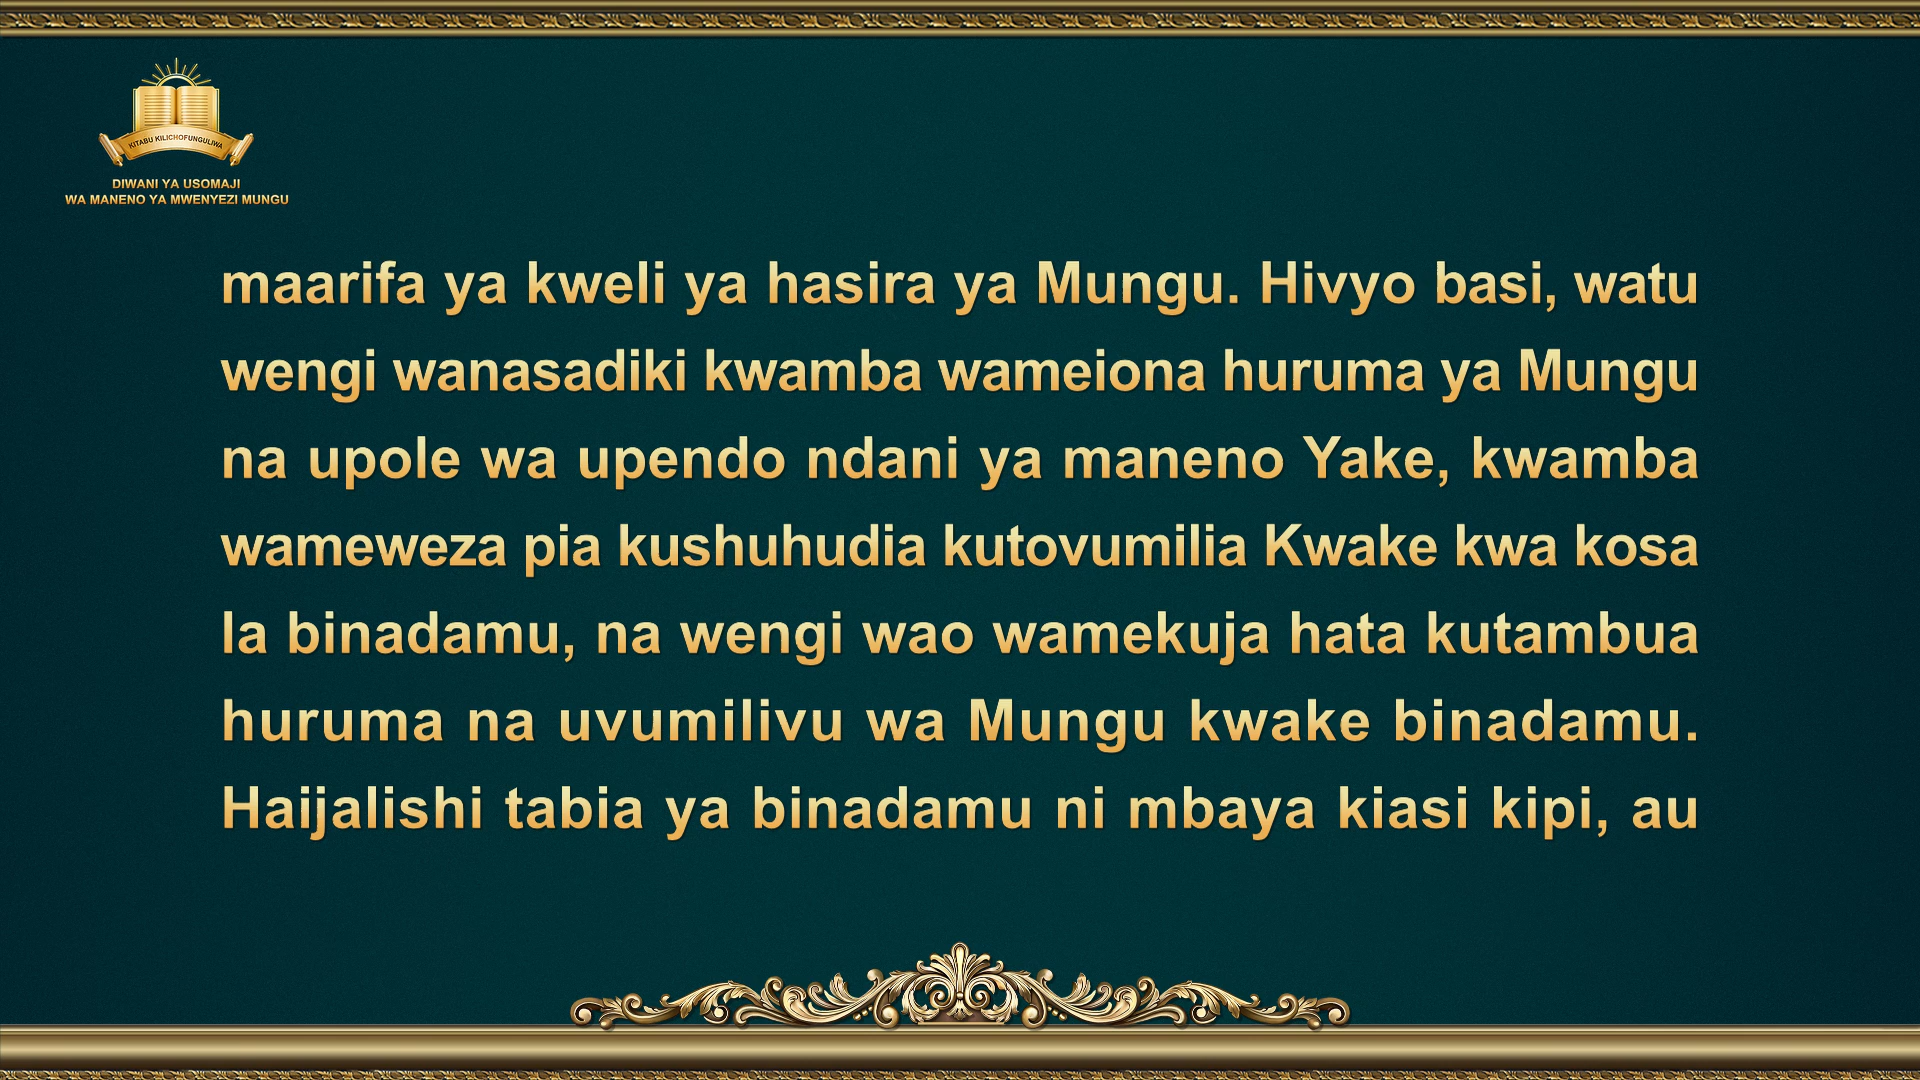 KITABU KILICHOFUNGULIWA
DIWANI YA USOMAJI
WA MANENO YA MWENYEZI MUNGU
maarifa ya kweli ya hasira ya Mungu. Hivyo basi, watu
wengi wanasadiki kwamba wameiona huruma ya Mungu
na upole wa upendo ndani ya maneno Yake, kwamba
wameweza pia kushuhudia kutovumilia Kwake kwa kosa
la binadamu, na wengi wao wamekuja hata kutambua
huruma na uvumilivu wa Mungu kwake binadamu.
Haijalishi tabia ya binadamu ni mbaya kiasi kipi, au